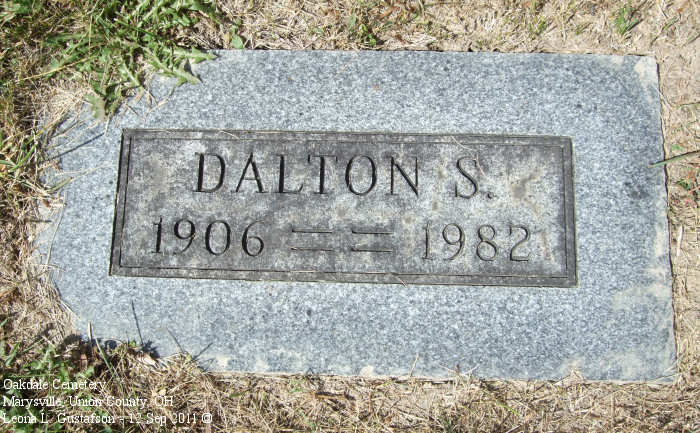 DALTON S.
1906 = = 1982
Oakdale Cemetery
Marysville, Union County, OH
Leona L. Gustafson - 12 Sep 2011 ©